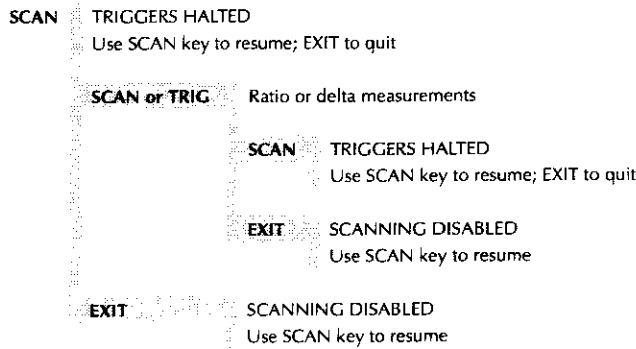 SCAN TRIGGERS HALTED
Use SCAN key to resume; EXIT to quit
SCAN or TRIG Ratio or delta measurements
SCAN TRIGGERS HALTED
Use SCAN key to resume; EXIT to quit
EXIT SCANNING DISABLED
Use SCAN key to resume
EXIT SCANNING DISABLED
Use SCAN key to resume